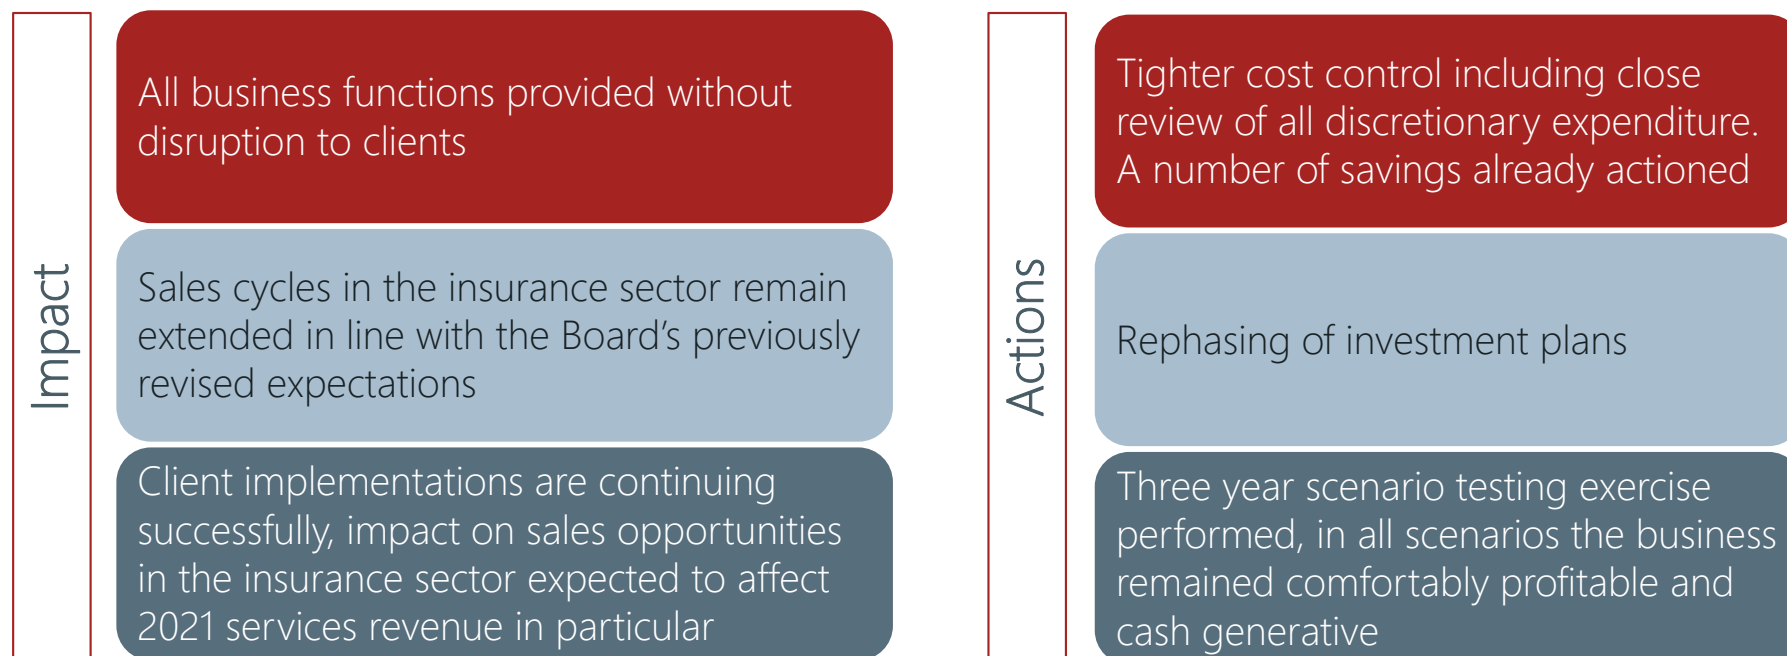 Impact
All business functions provided without
disruption to clients
Sales cycles in the insurance sector remain
extended in line with the Board’s previously
revised expectations
Client implementations are continuing
successfully, impact on sales opportunities
in the insurance sector expected to affect
2021 services revenue in particular
Actions
Tighter cost control including close
review of all discretionary expenditure.
A number of savings already actioned
Rephasing of investment plans
Three year scenario testing exercise
performed, in all scenarios the business
remained comfortably profitable and
cash generative